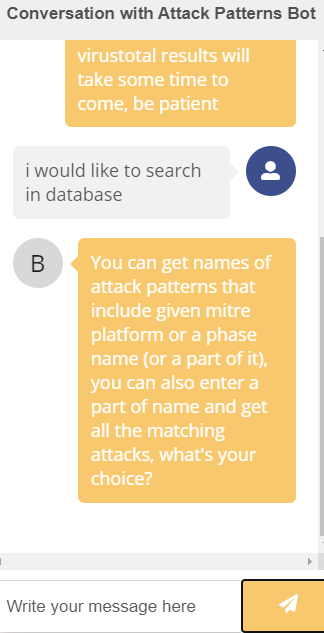 Conversation with Attack Patterns Bot
virustotal results will
take some time to
come, be patient
i would like to search
in database
B
You can get names of
attack patterns that
include given mitre
platform or a phase
name (or a part of it),
you can also enter a
part of name and get
all the matching
attacks, what's your
choice?
Write your message here